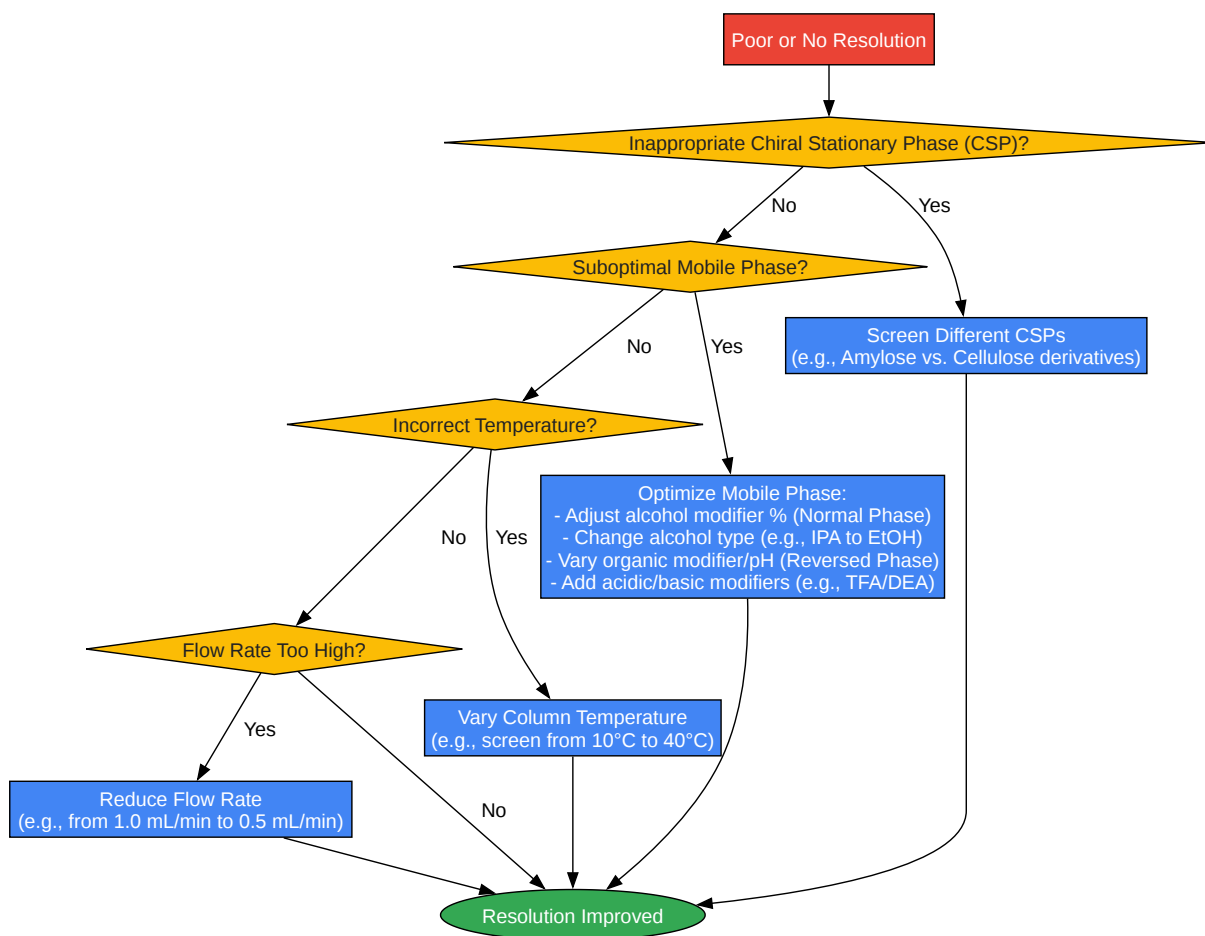 Poor or No Resolution
Inappropriate Chiral Stationary Phase (CSP)?
No
Yes
Suboptimal Mobile Phase?
Screen Different CSPs
(e.g., Amylose vs. Cellulose derivatives)
No
Yes
Incorrect Temperature?
Optimize Mobile Phase:
- Adjust alcohol modifier % (Normal Phase)
- Change alcohol type (e.g., IPA to EtOH)
- Vary organic modifier/pH (Reversed Phase)
- Add acidic/basic modifiers (e.g., TFA/DEA)
No
Yes
Flow Rate Too High?
Vary Column Temperature
(e.g., screen from 10°C to 40°C)
Yes
Reduce Flow Rate
(e.g., from 1.0 mL/min to 0.5 mL/min)
No
Resolution Improved